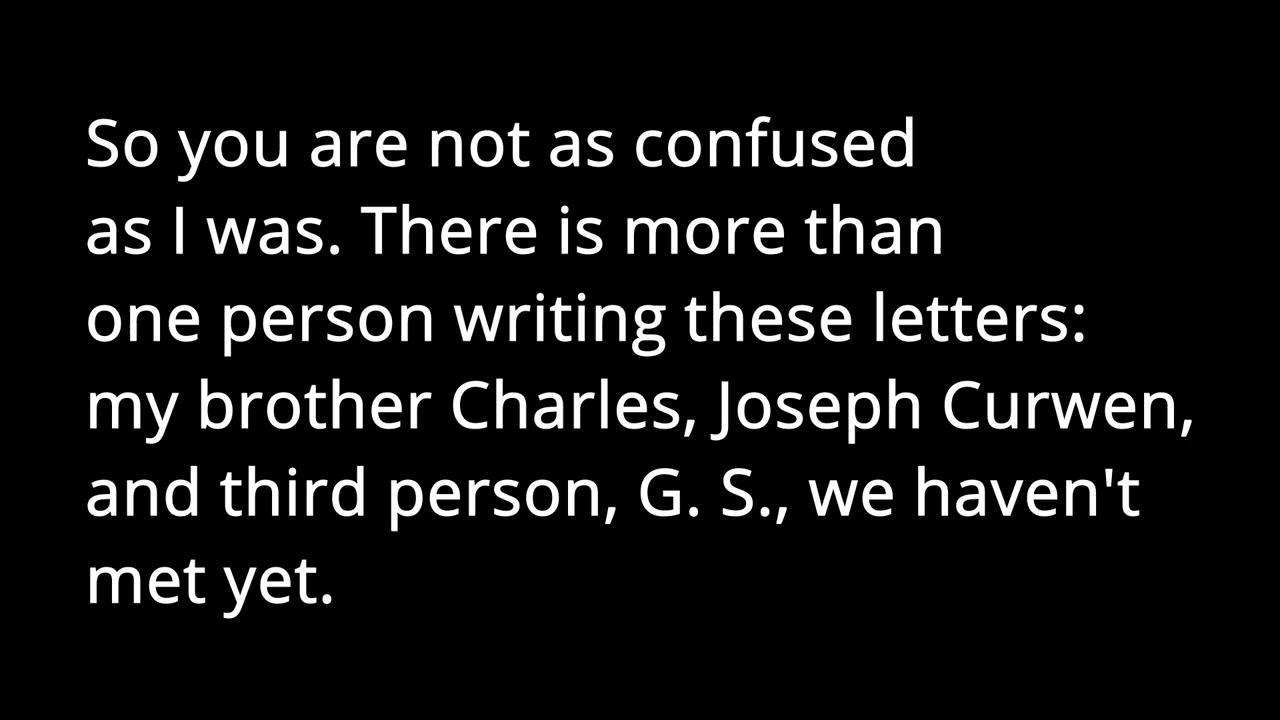 So you are not as confused
as I was. There is more than
one person writing these letters:
my brother Charles, Joseph Curwen,
and third person, G. S., we haven't
met yet.